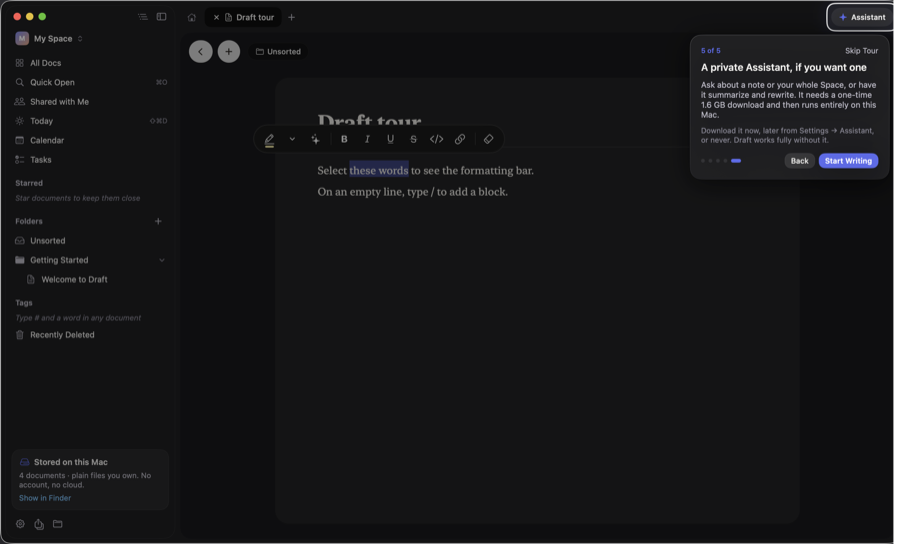 Draft tour
Assistant
M My Space
All Docs
Quick Open ⌘O
Shared with Me
Today ⇧⌘D
Calendar
Tasks
Starred
Star documents to keep them close
Folders
Unsorted
Getting Started
Welcome to Draft
Tags
Type # and a word in any document
Recently Deleted
Stored on this Mac
4 documents · plain files you own. No
account, no cloud.
Show in Finder
Unsorted
Draft tour
B I U S </>
Select these words to see the formatting bar.
On an empty line, type / to add a block.
5 of 5
Skip Tour
A private Assistant, if you want one
Ask about a note or your whole Space, or have
it summarize and rewrite. It needs a one-time
1.6 GB download and then runs entirely on this
Mac.
Download it now, later from Settings → Assistant,
or never. Draft works fully without it.
Back
Start Writing